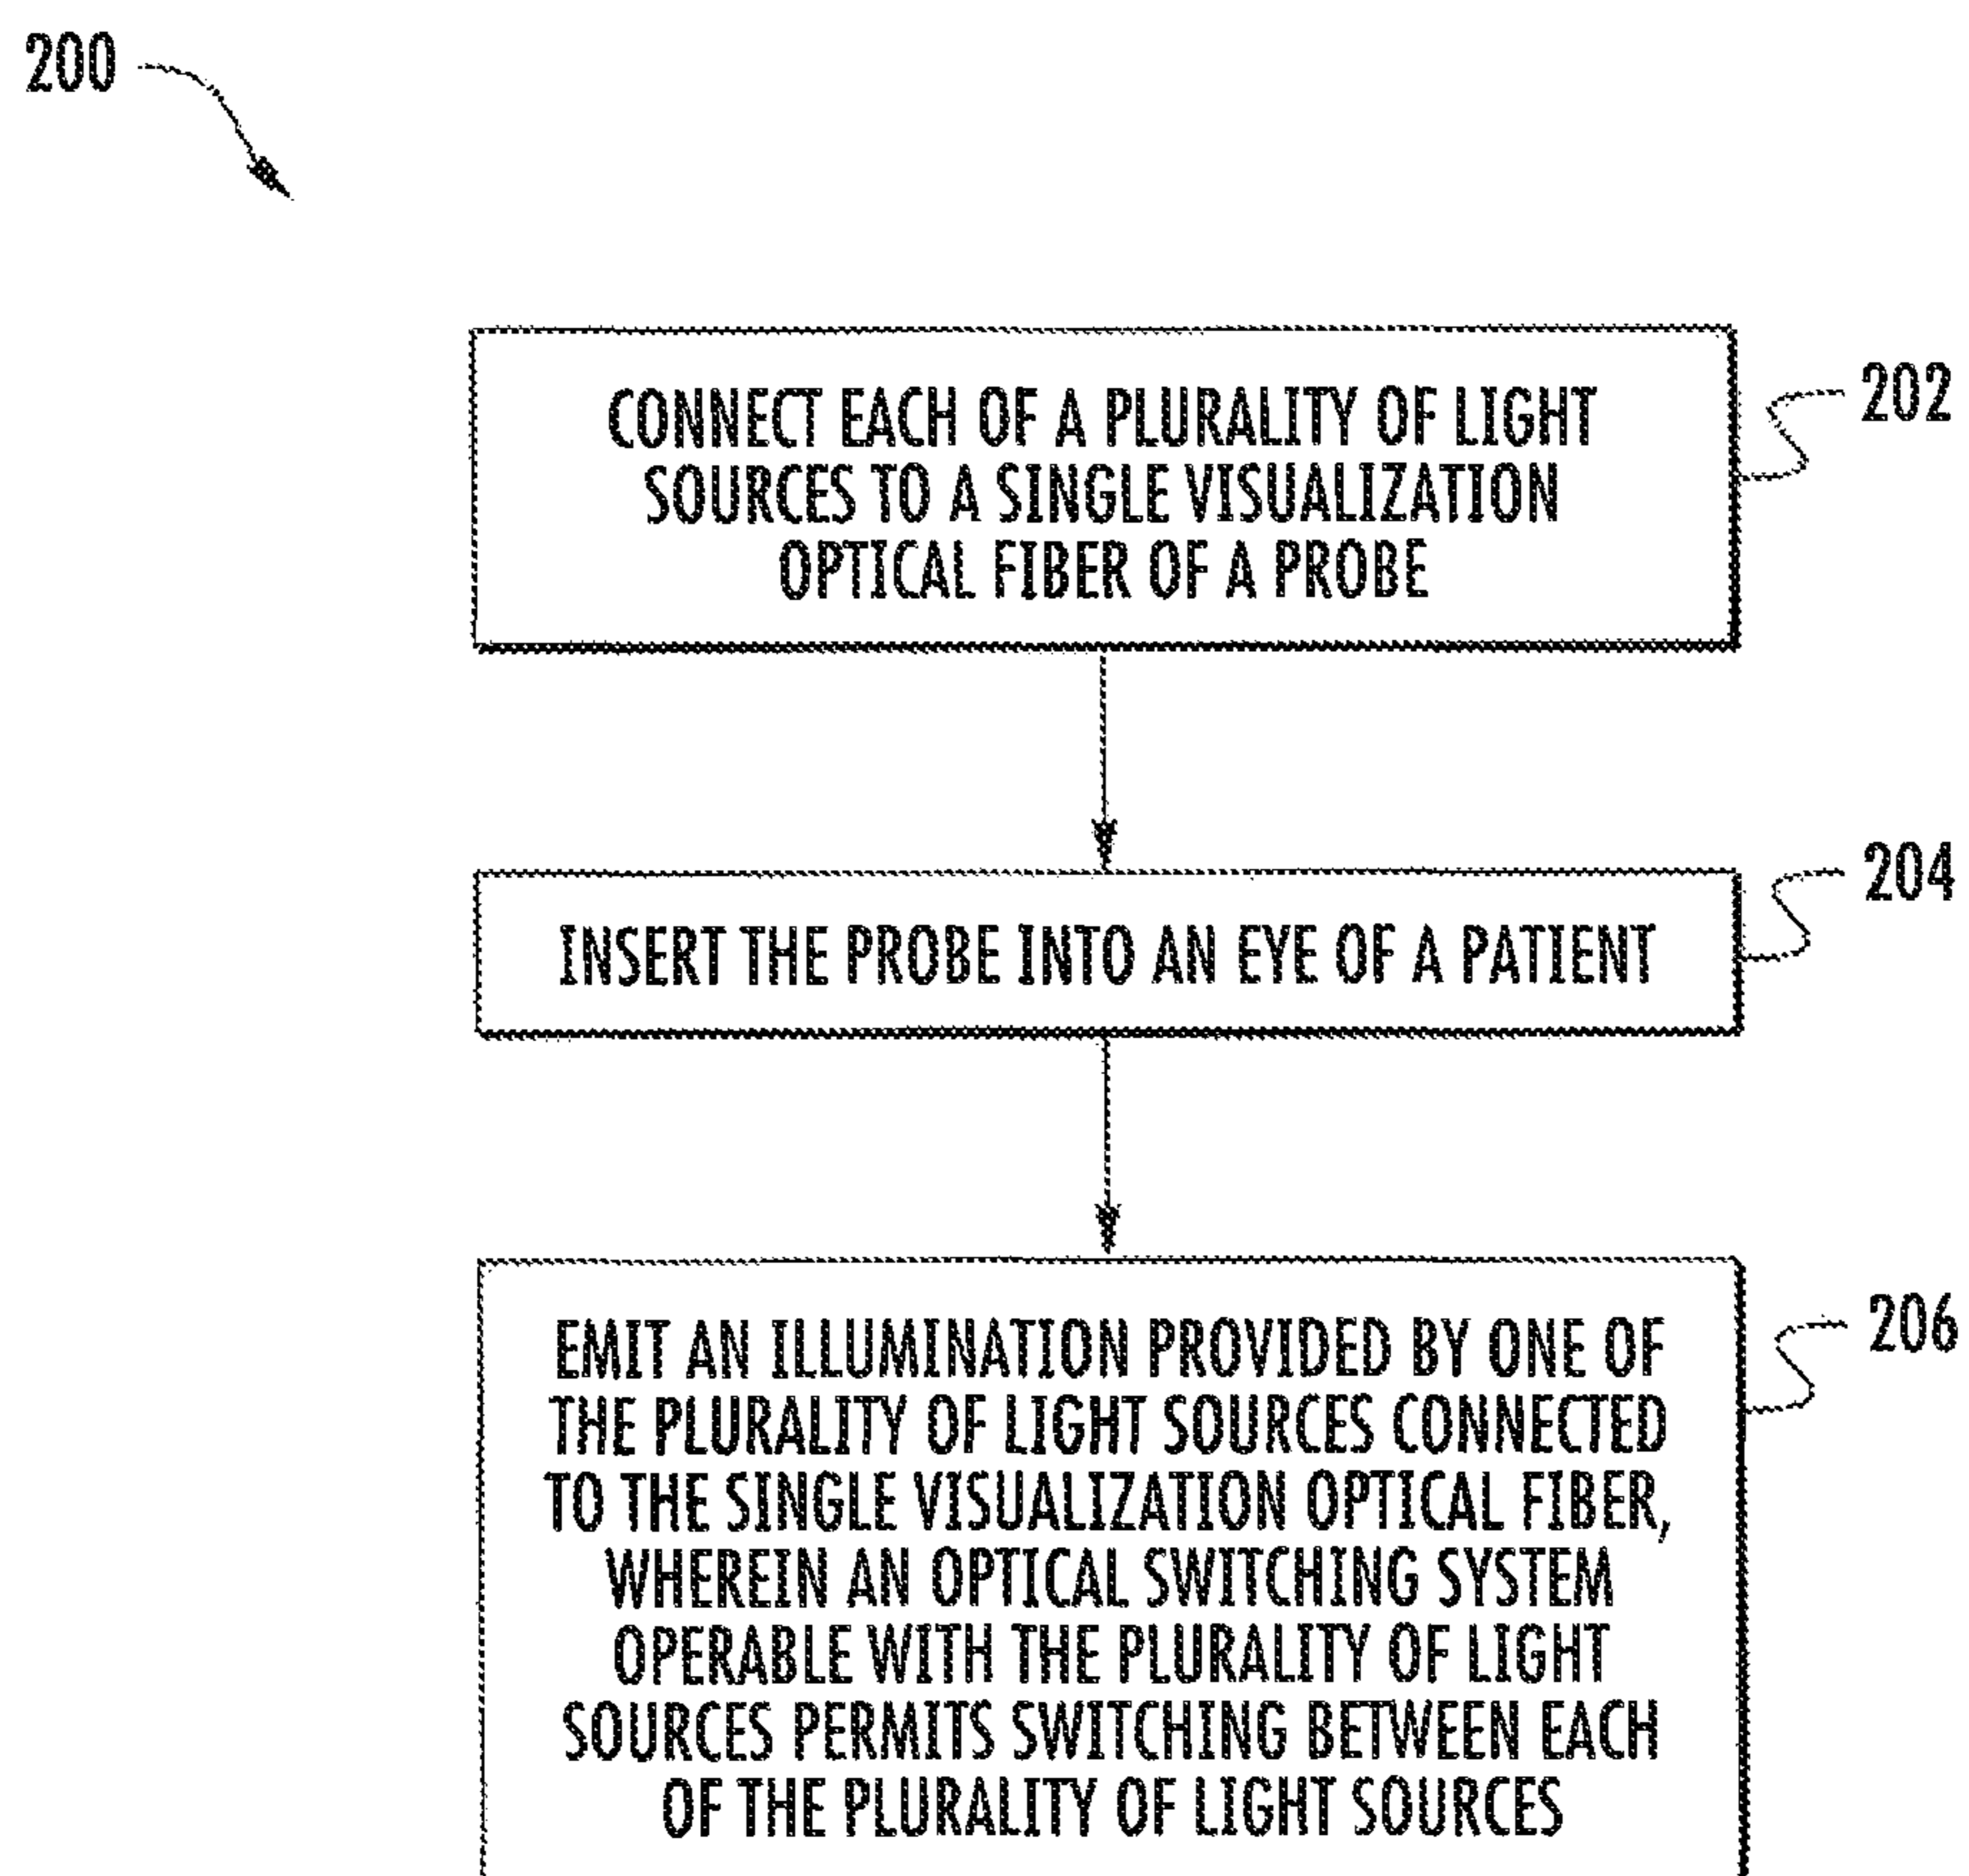 200
CONNECT EACH OF A PLURALITY OF LIGHT
SOURCES TO A SINGLE VISUALIZATION
OPTICAL FIBER OF A PROBE
202
INSERT THE PROBE INTO AN EYE OF A PATIENT
204
EMIT AN ILLUMINATION PROVIDED BY ONE OF
THE PLURALITY OF LIGHT SOURCES CONNECTED
TO THE SINGLE VISUALIZATION OPTICAL FIBER,
WHEREIN AN OPTICAL SWITCHING SYSTEM
OPERABLE WITH THE PLURALITY OF LIGHT
SOURCES PERMITS SWITCHING BETWEEN EACH
OF THE PLURALITY OF LIGHT SOURCES
206